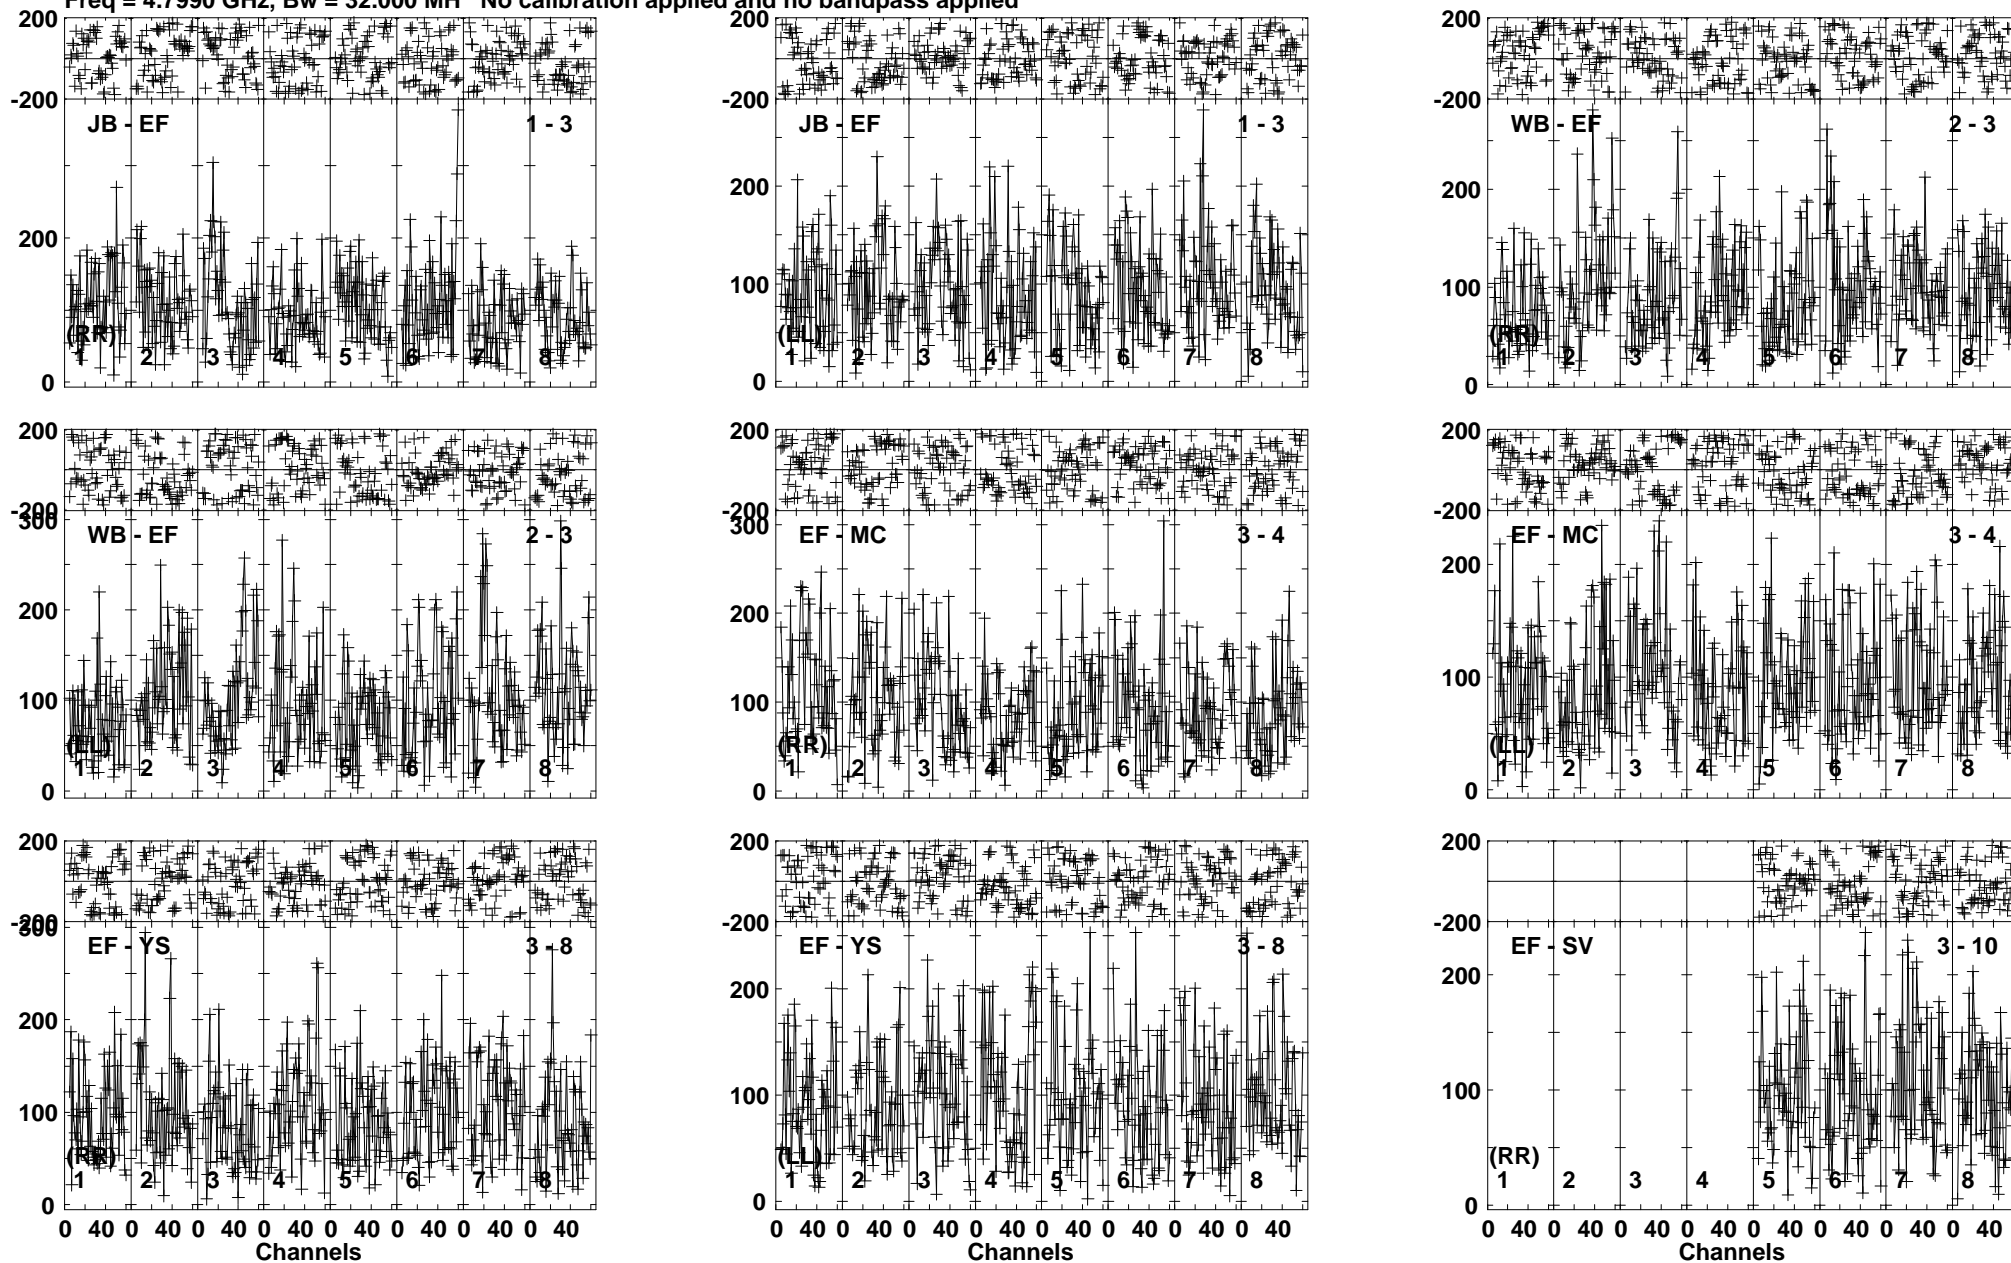 Freq = 4.7990 GHz, Bw = 32.000 MH   No calibration applied and no bandpass applied
200 200 200
-200 -200 -200
JB - EF 1 - 3 JB - EF 1 - 3 WB - EF 2 - 3
200 200 200
100 100
(RR) (LL) (RR)
1 2 3 4 5 6 7 8 1 2 3 4 5 6 7 8 1 2 3 4 5 6 7 8
0 0 0
200 200 200
-200 -200 -200
300 300
WB - EF 2 - 3 EF - MC 3 - 4 EF - MC 3 - 4
200 200 200
100 100 100
(LL) (RR) (LL)
1 2 3 4 5 6 7 8 1 2 3 4 5 6 7 8 1 2 3 4 5 6 7 8
0 0 0
200 200 200
-200 -200 -200
300
EF - YS 3 - 8 EF - YS 3 - 8 EF - SV 3 - 10
200 200 200
100 100 100
(RR) (LL) (RR)
1 2 3 4 5 6 7 8 1 2 3 4 5 6 7 8 1 2 3 4 5 6 7 8
0 0 0
0 40 0 40 0 40 0 40 0 40 0 40 0 40 0 40 0 40 0 40 0 40 0 40 0 40 0 40 0 40 0 40 0 40 0 40 0 40 0 40 0 40 0 40 0 40 0 40
Channels Channels Channels